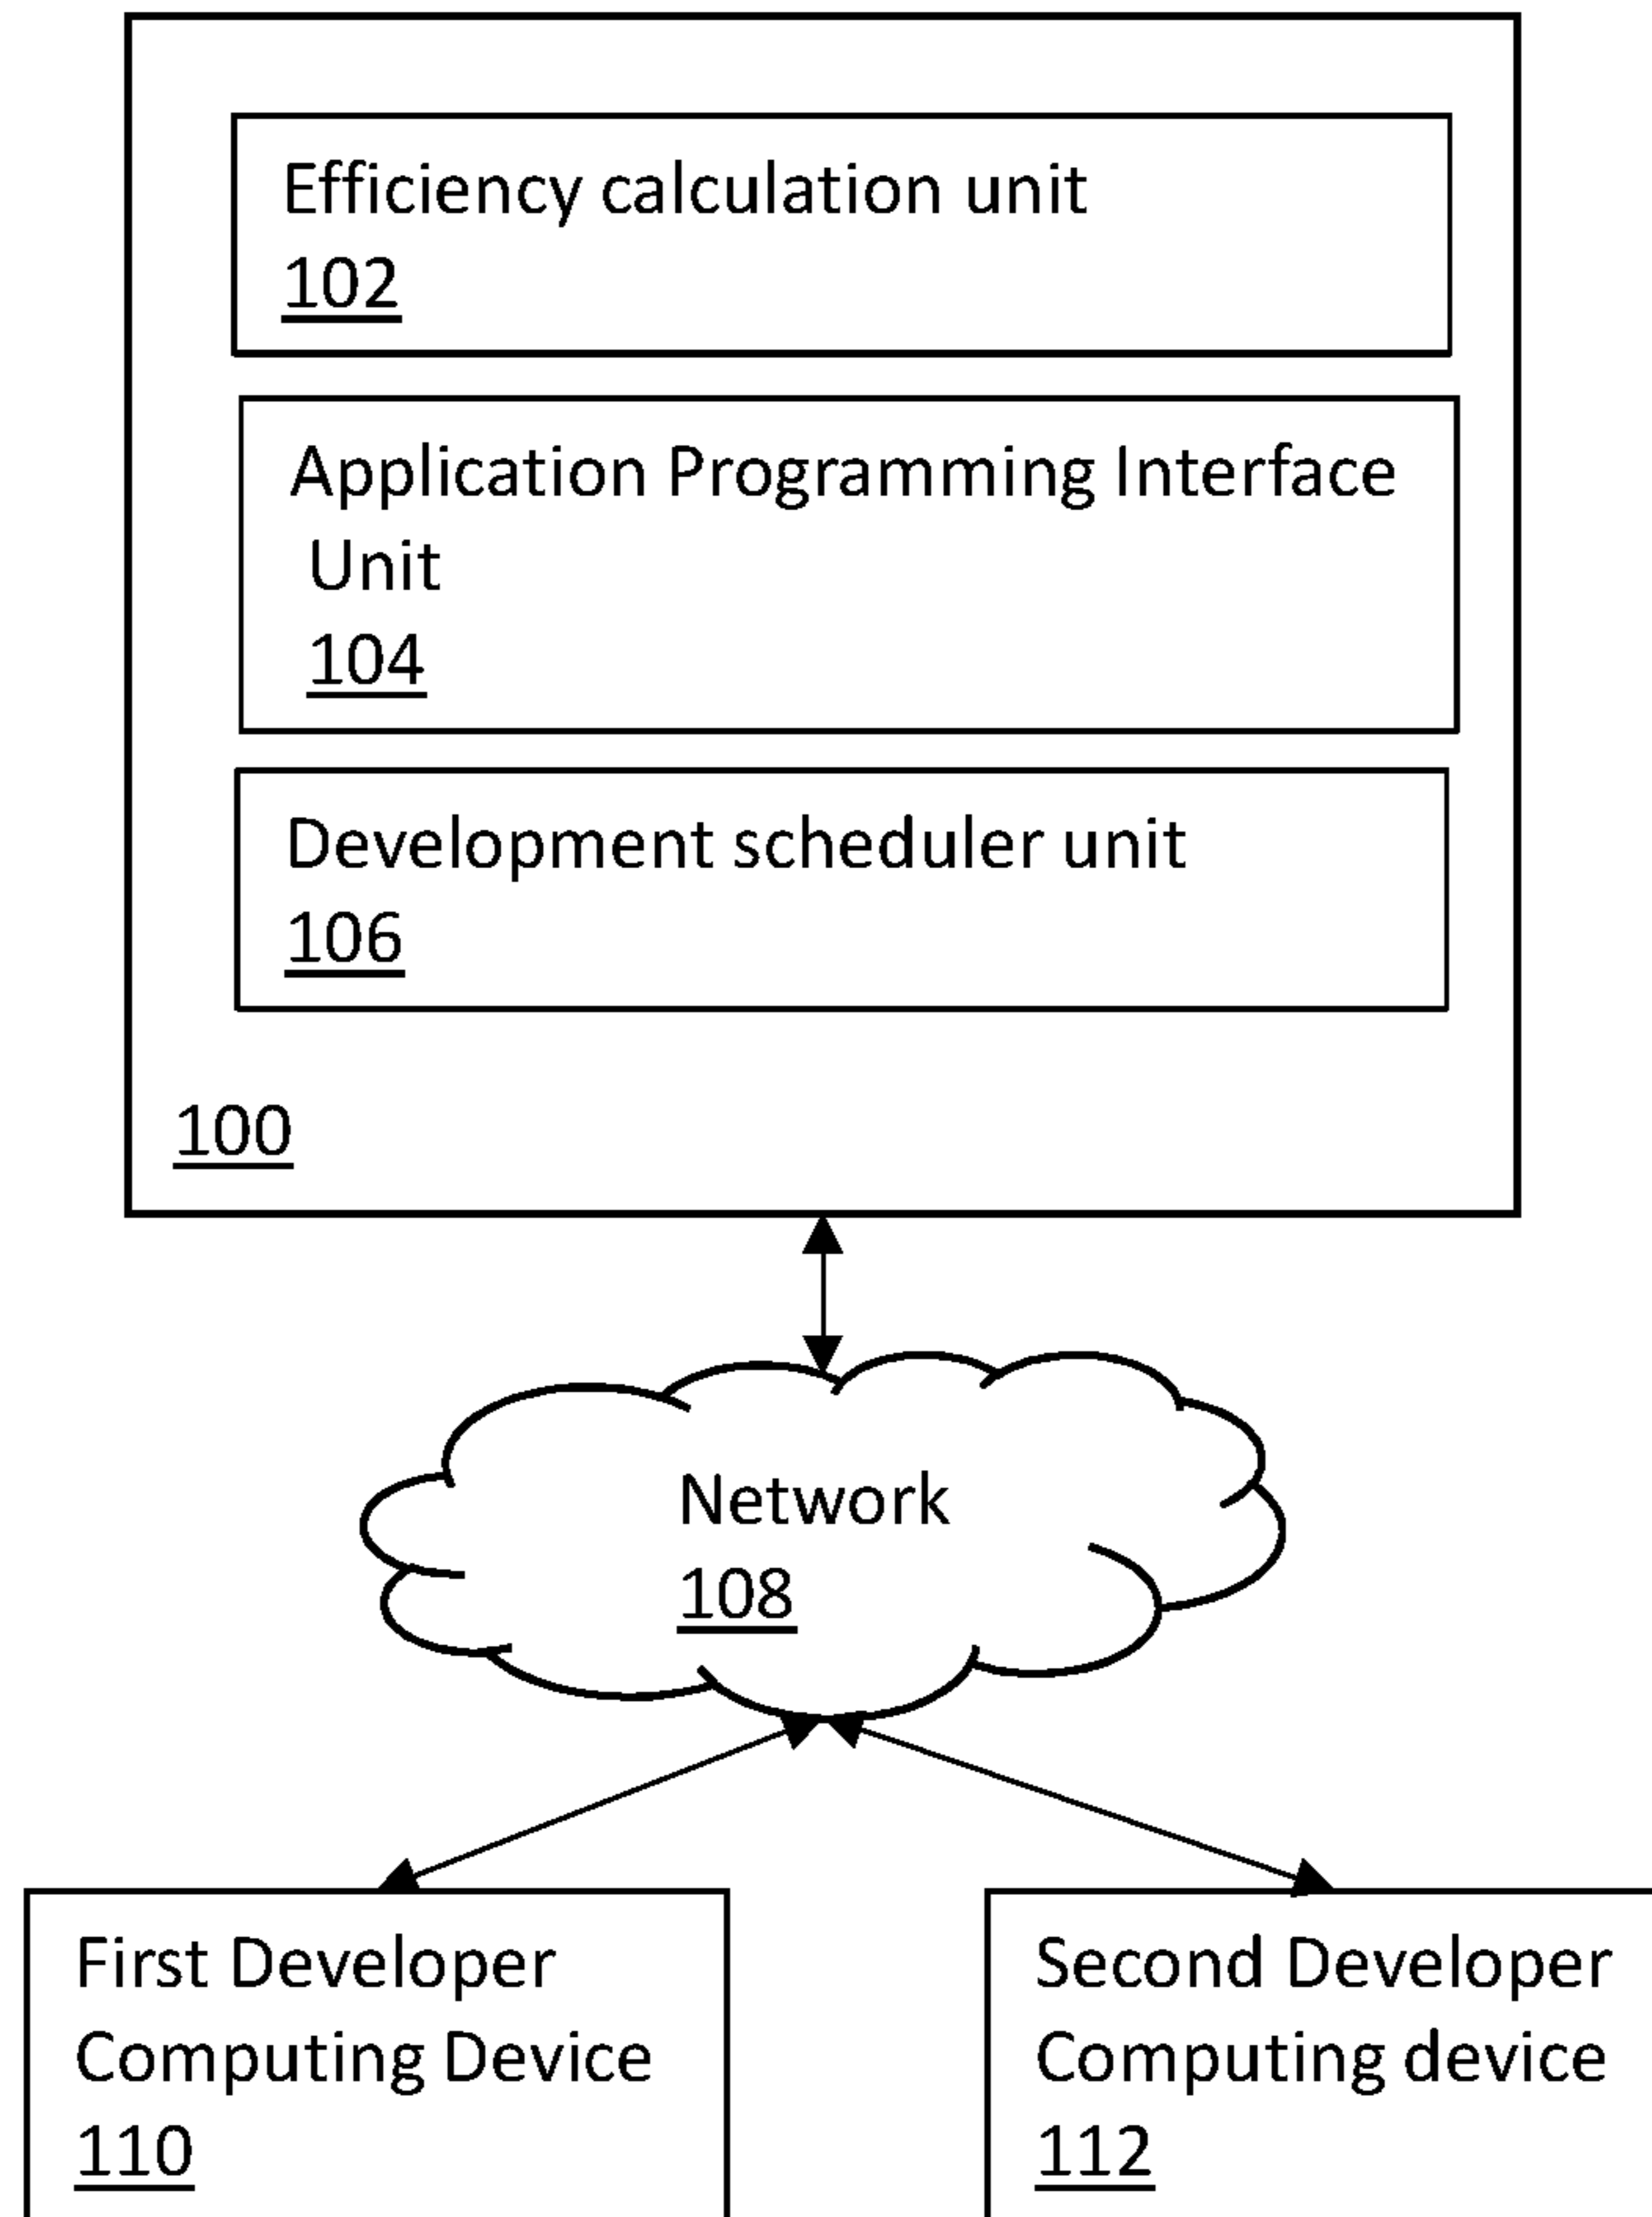 Efficiency calculation unit
102
Application Programming Interface
Unit
104
Development scheduler unit
106
100
Network
108
First Developer
Computing Device
110
Second Developer
Computing device
112